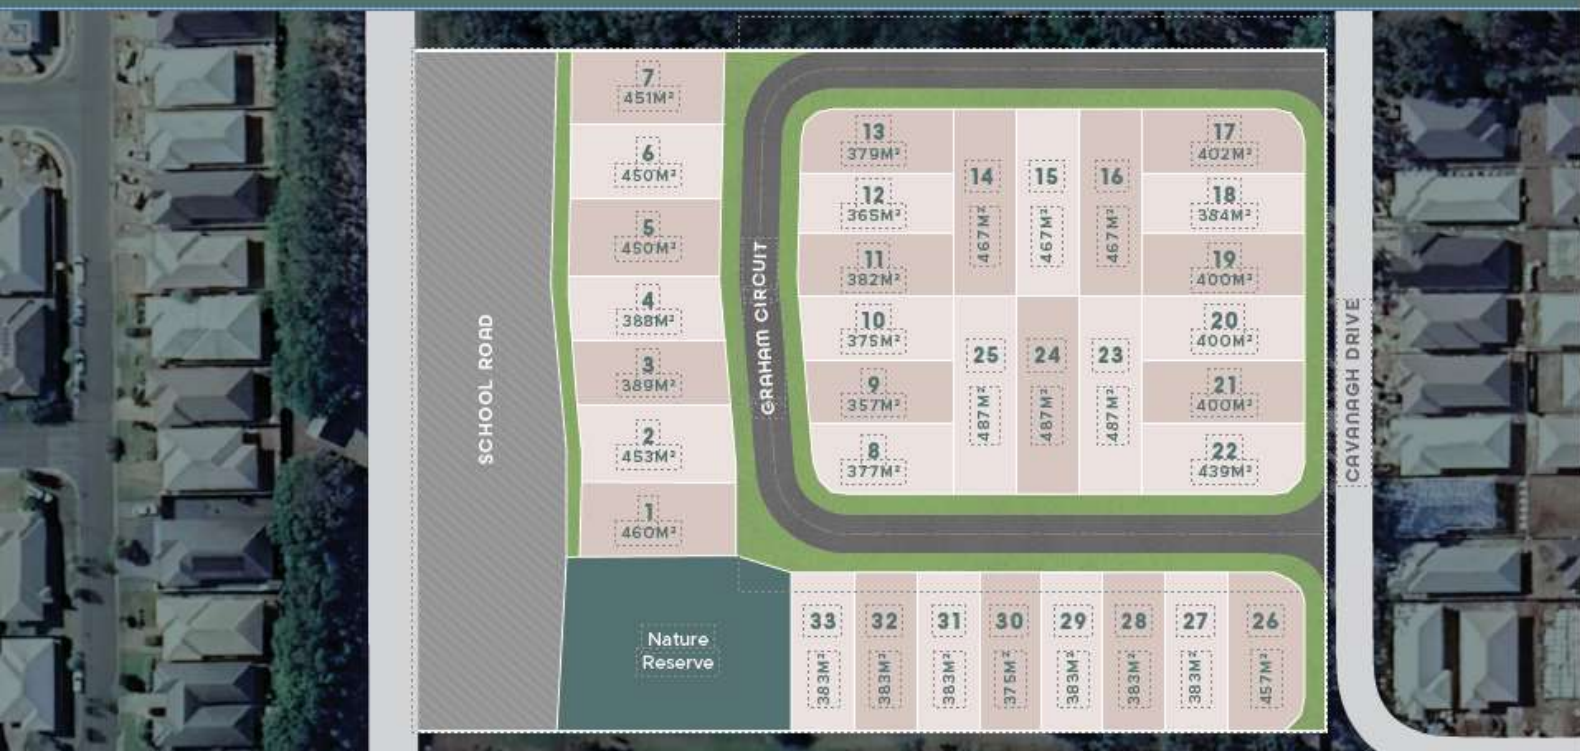 7
451M²
6
450M²
5
450M²
4
388M²
3
389M²
2
453M²
1
460M²
SCHOOL ROAD
GRAHAM CIRCUIT
13
379M²
12
365M²
11
382M²
10
375M²
9
357M²
8
377M²
14
467M²
15
467M²
16
467M²
25
487M²
24
487M²
23
487M²
17
402M²
18
384M²
19
400M²
20
400M²
21
400M²
22
439M²
CAVANAGH DRIVE
Nature
Reserve
33
383M²
32
383M²
31
383M²
30
375M²
29
383M²
28
383M²
27
383M²
26
457M²